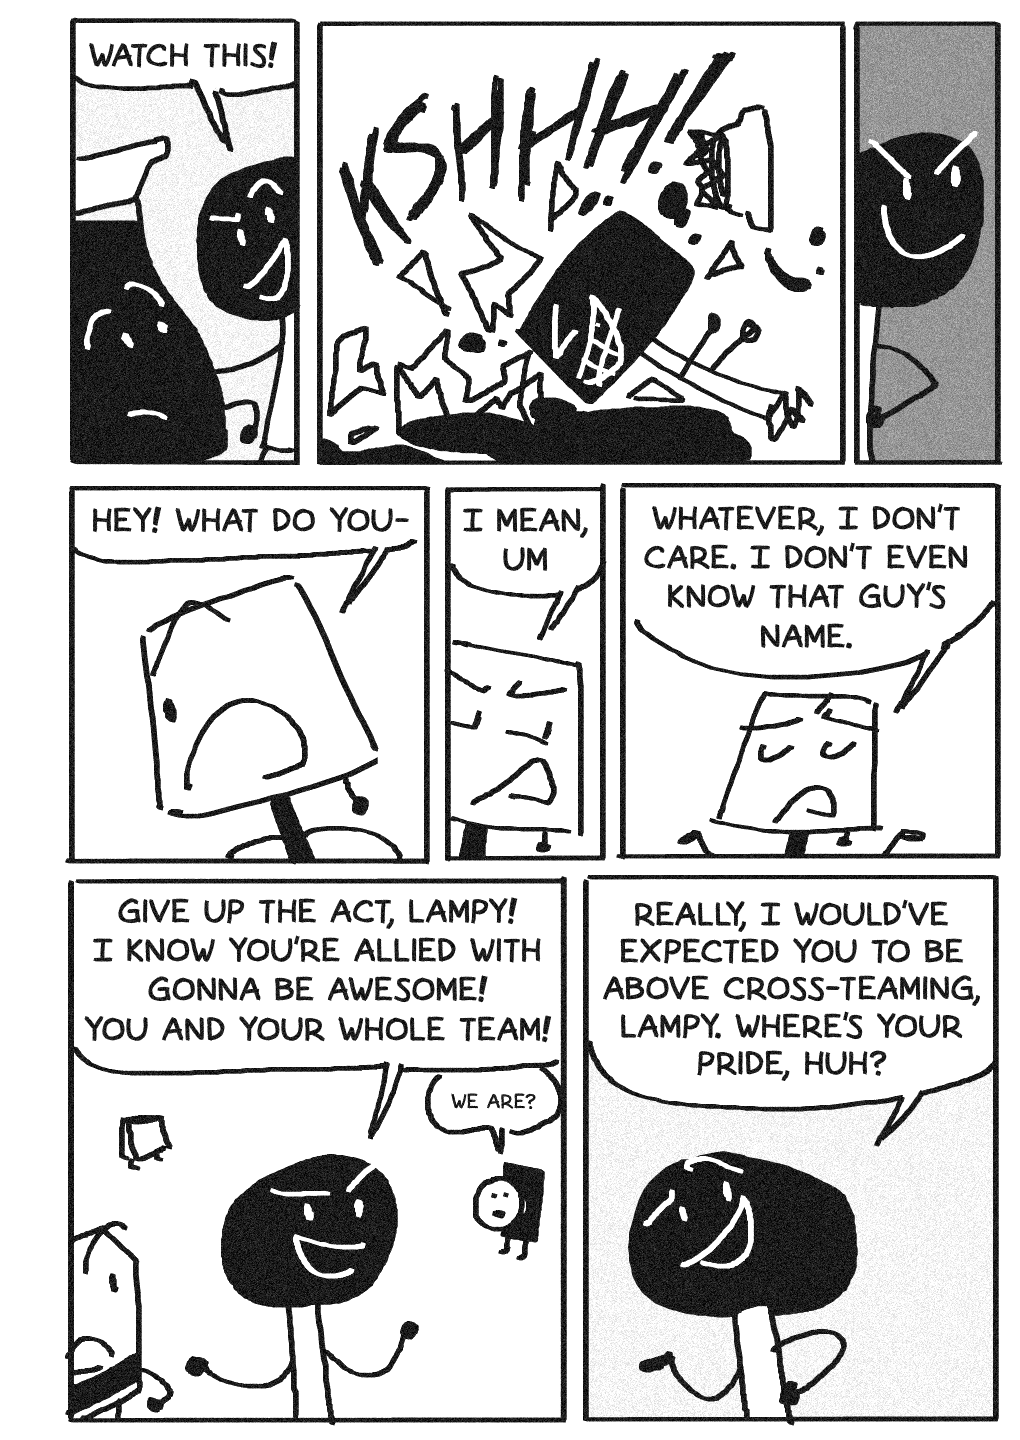 WATCH THIS!
KSHHH!
HEY! WHAT DO YOU-
I MEAN,
UM
WHATEVER, I DON'T
CARE. I DON'T EVEN
KNOW THAT GUY'S
NAME.
GIVE UP THE ACT, LAMPY!
I KNOW YOU'RE ALLIED WITH
GONNA BE AWESOME!
YOU AND YOUR WHOLE TEAM!
WE ARE?
REALLY, I WOULD'VE
EXPECTED YOU TO BE
ABOVE CROSS-TEAMING,
LAMPY. WHERE'S YOUR
PRIDE, HUH?